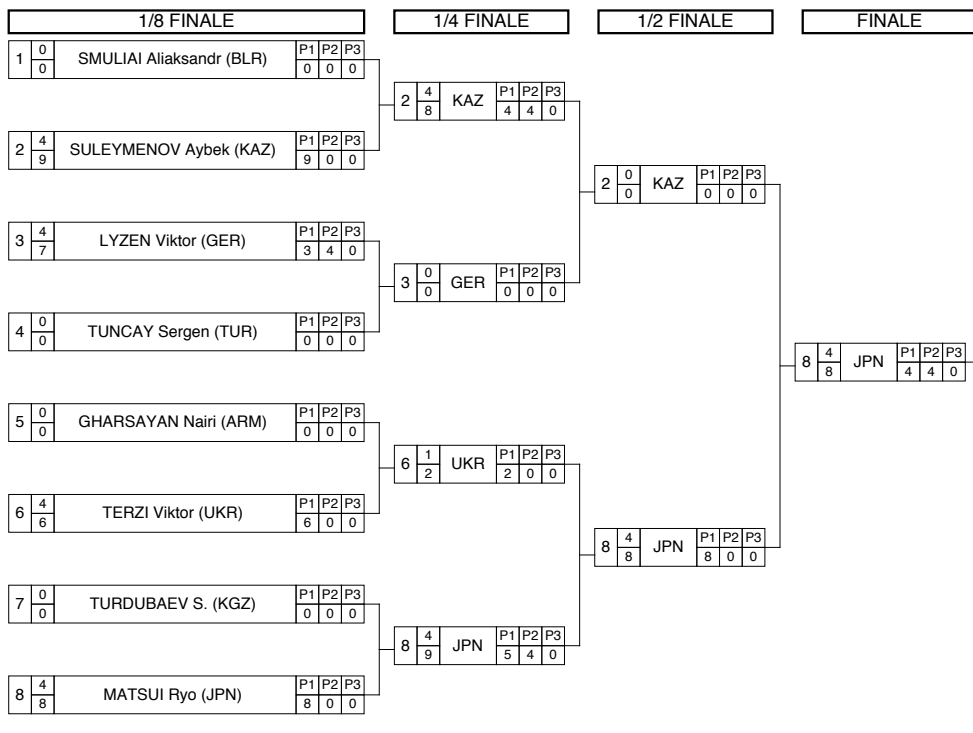 1/8 FINALE 1/4 FINALE 1/2 FINALE FINALE
1 0 0 SMULIAI Aliaksandr (BLR) P1 P2 P3 0 0 0
2 4 8 KAZ P1 P2 P3 4 4 0
2 4 9 SULEYMENOV Aybek (KAZ) P1 P2 P3 9 0 0
2 0 0 KAZ P1 P2 P3 0 0 0
3 4 7 LYZEN Viktor (GER) P1 P2 P3 3 4 0
3 0 0 GER P1 P2 P3 0 0 0
4 0 0 TUNCAY Sergen (TUR) P1 P2 P3 0 0 0
8 4 8 JPN P1 P2 P3 4 4 0
5 0 0 GHARSAYAN Nairi (ARM) P1 P2 P3 0 0 0
6 1 2 UKR P1 P2 P3 2 0 0
6 4 6 TERZI Viktor (UKR) P1 P2 P3 6 0 0
8 4 8 JPN P1 P2 P3 8 0 0
7 0 0 TURDUBAEV S. (KGZ) P1 P2 P3 0 0 0
8 4 9 JPN P1 P2 P3 5 4 0
8 4 8 MATSUI Ryo (JPN) P1 P2 P3 8 0 0